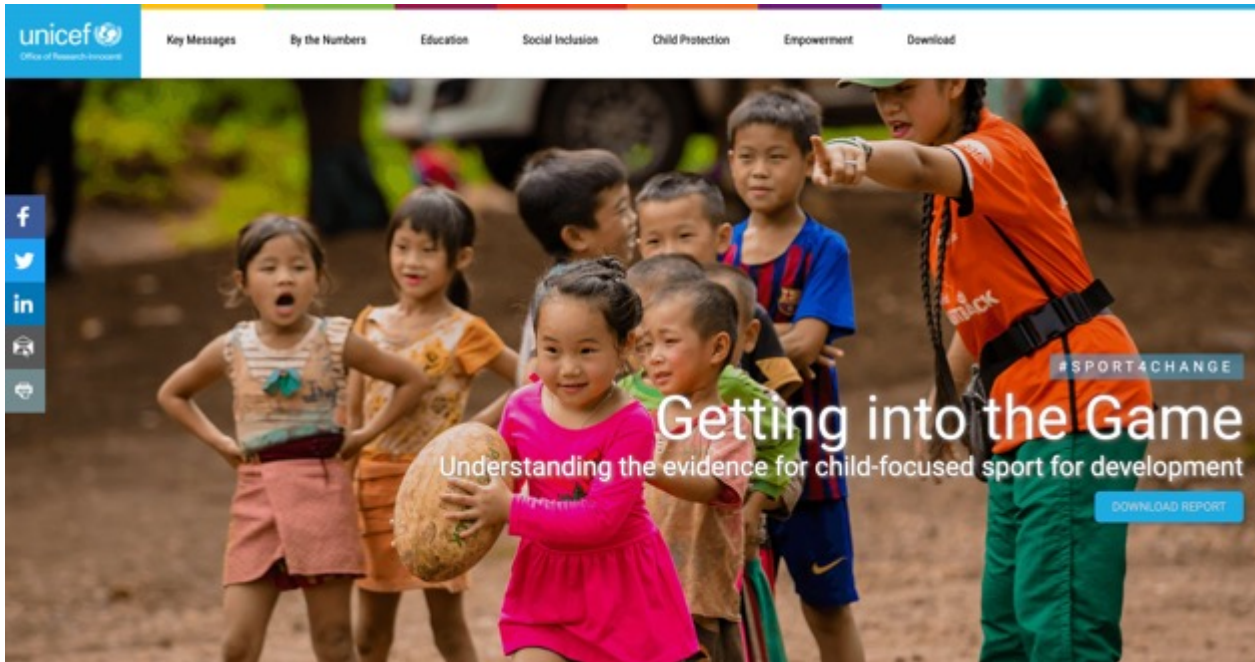 unicef
Office of Research-Innocenti
Key Messages
By the Numbers
Education
Social Inclusion
Child Protection
Empowerment
Download
f
in
#SPORT4CHANGE
Getting into the Game
Understanding the evidence for child-focused sport for development
DOWNLOAD REPORT